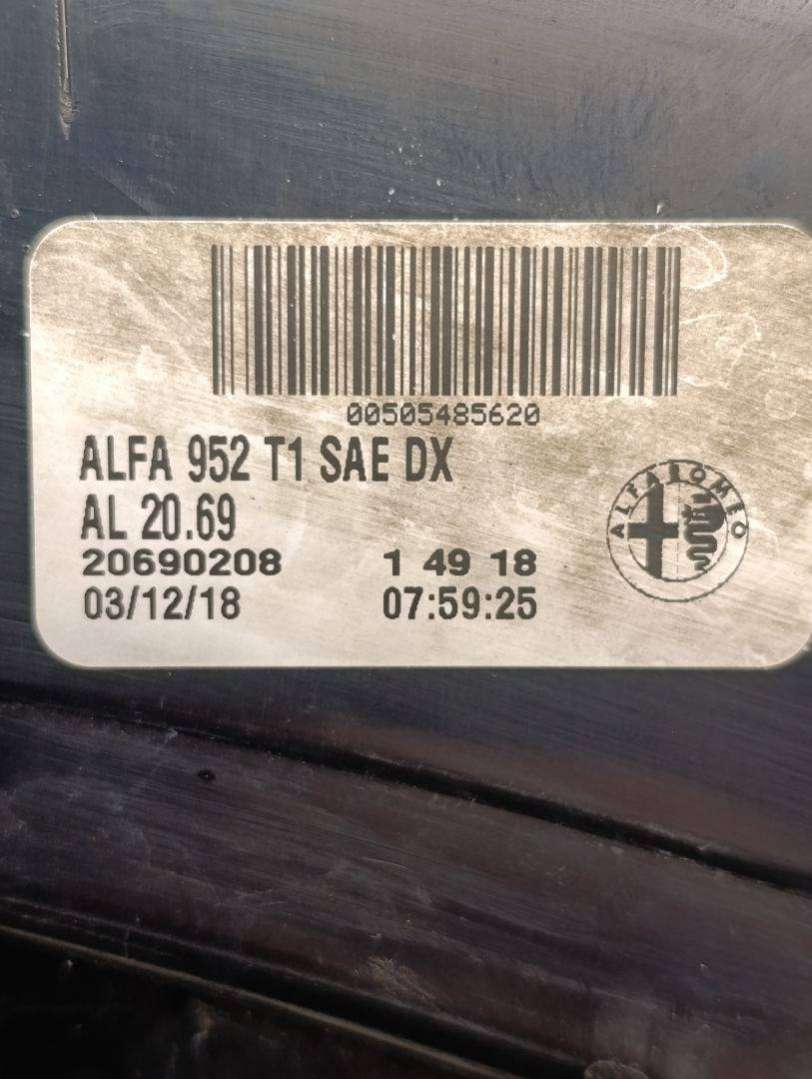 00505485620
ALFA 952 T1 SAE DX
AL 20.69
20690208 1 49 18
03/12/18 07:59:25
ALFA ROMEO